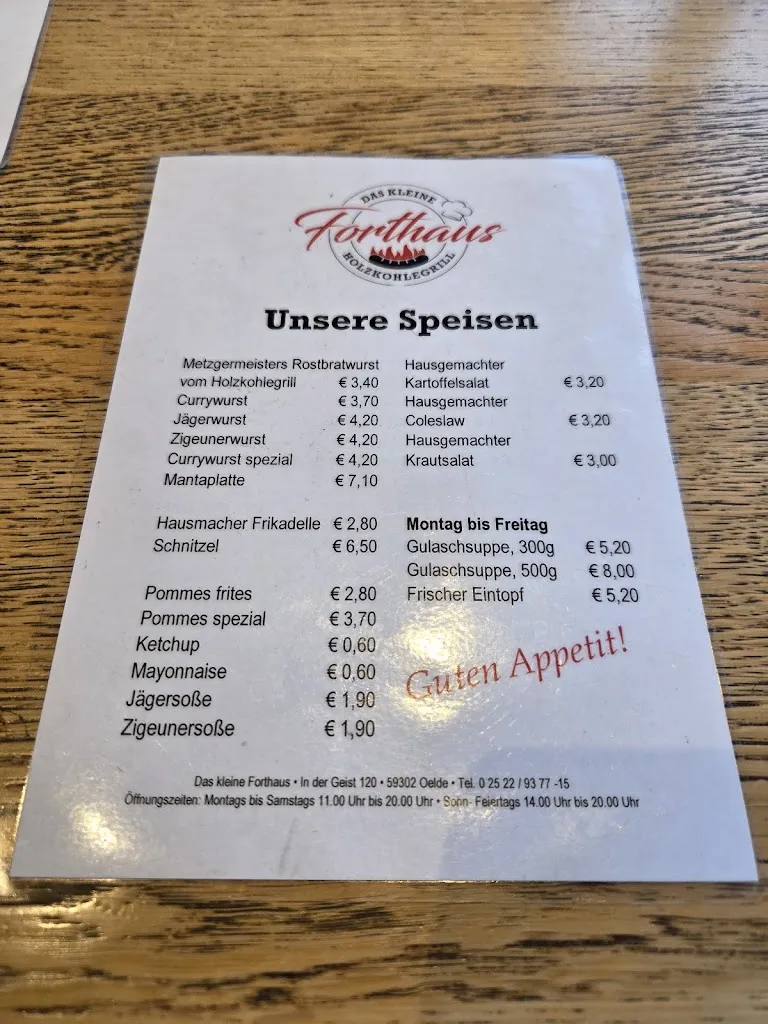 DAS KLEINE
Forthaus
HOLZKOHLEGRILL
Unsere Speisen
Metzgermeisters Rostbratwurst
vom Holzkohlegrill € 3,40
Currywurst € 3,70
Jägerwurst € 4,20
Zigeunerwurst € 4,20
Currywurst spezial € 4,20
Mantaplatte € 7,10
Hausmacher Frikadelle € 2,80
Schnitzel € 6,50
Pommes frites € 2,80
Pommes spezial € 3,70
Ketchup € 0,60
Mayonnaise € 0,60
Jägersoße € 1,90
Zigeunersoße € 1,90
Hausgemachter
Kartoffelsalat € 3,20
Hausgemachter
Coleslaw € 3,20
Hausgemachter
Krautsalat € 3,00
Montag bis Freitag
Gulaschsuppe, 300g € 5,20
Gulaschsuppe, 500g € 8,00
Frischer Eintopf € 5,20
Guten Appetit!
Das kleine Forthaus • In der Geist 120 • 59302 Oelde • Tel. 0 25 22 / 93 77 -15
Öffnungszeiten: Montags bis Samstags 11.00 Uhr bis 20.00 Uhr • Sonn- Feiertags 14.00 Uhr bis 20.00 Uhr